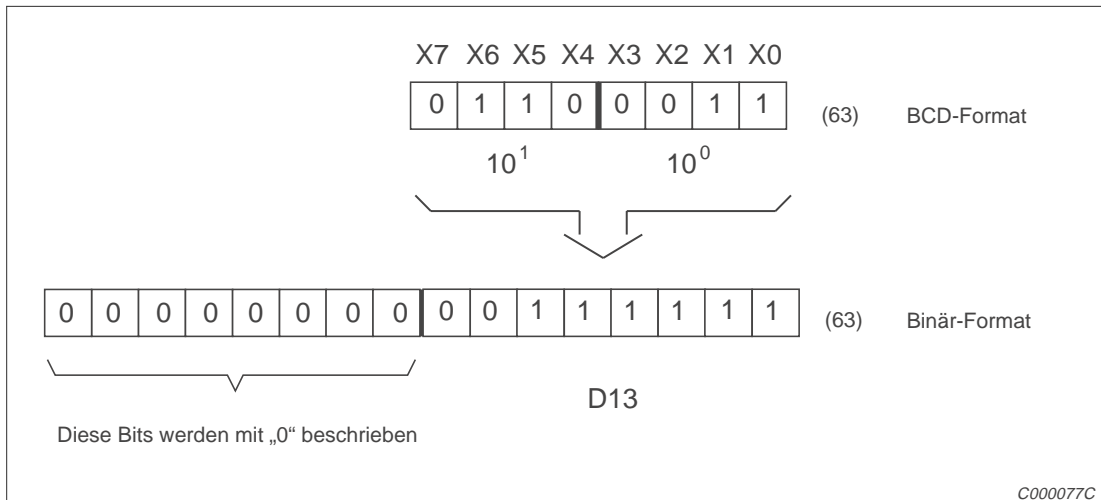 X7 X6 X5 X4 X3 X2 X1 X0
0 1 1 0 0 0 1 1 (63) BCD-Format
10¹ 10⁰
0 0 0 0 0 0 0 0 0 0 1 1 1 1 1 1 (63) Binär-Format
D13
Diese Bits werden mit „0“ beschrieben
C000077C